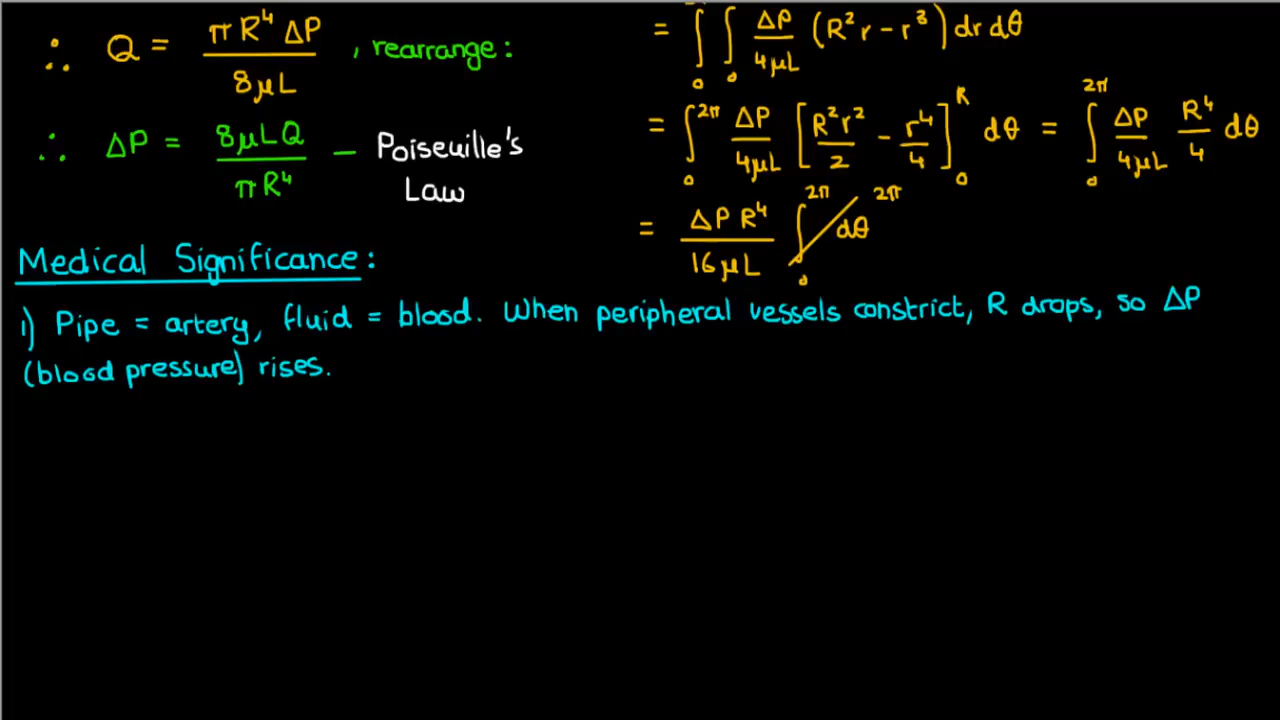 ∴ Q = πR⁴ΔP / 8μL , rearrange:
∴ ΔP = 8μLQ / πR⁴ – Poiseuille's
Law
= ∫₀ ∫₀ ΔP/4μL (R²r - r³) dr dθ
= ∫₀^2π ΔP/4μL [R²r²/2 - r⁴/4]₀^R dθ = ∫₀^2π ΔP/4μL R⁴/4 dθ
= ΔP R⁴/16μL ∫₀^2π dθ 2π
Medical Significance:
1) Pipe = artery, fluid = blood. When peripheral vessels constrict, R drops, so ΔP
(blood pressure) rises.